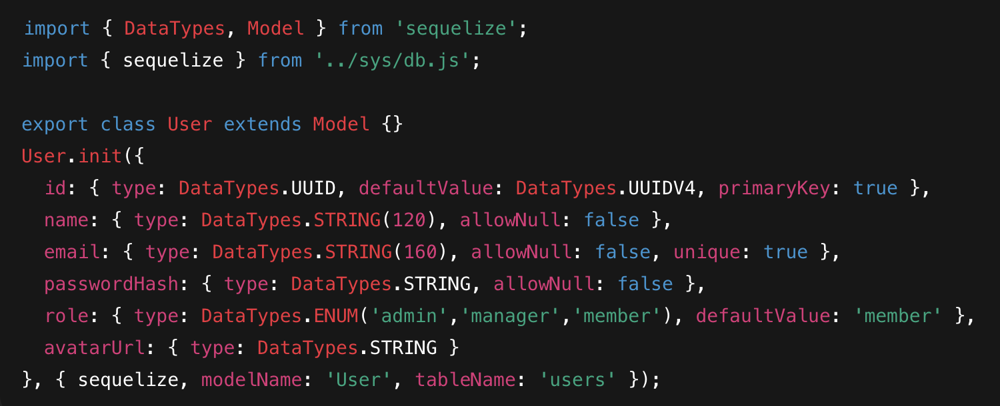 import { DataTypes, Model } from 'sequelize';
import { sequelize } from '../sys/db.js';

export class User extends Model {}
User.init({
  id: { type: DataTypes.UUID, defaultValue: DataTypes.UUIDV4, primaryKey: true },
  name: { type: DataTypes.STRING(120), allowNull: false },
  email: { type: DataTypes.STRING(160), allowNull: false, unique: true },
  passwordHash: { type: DataTypes.STRING, allowNull: false },
  role: { type: DataTypes.ENUM('admin','manager','member'), defaultValue: 'member' },
  avatarUrl: { type: DataTypes.STRING }
}, { sequelize, modelName: 'User', tableName: 'users' });